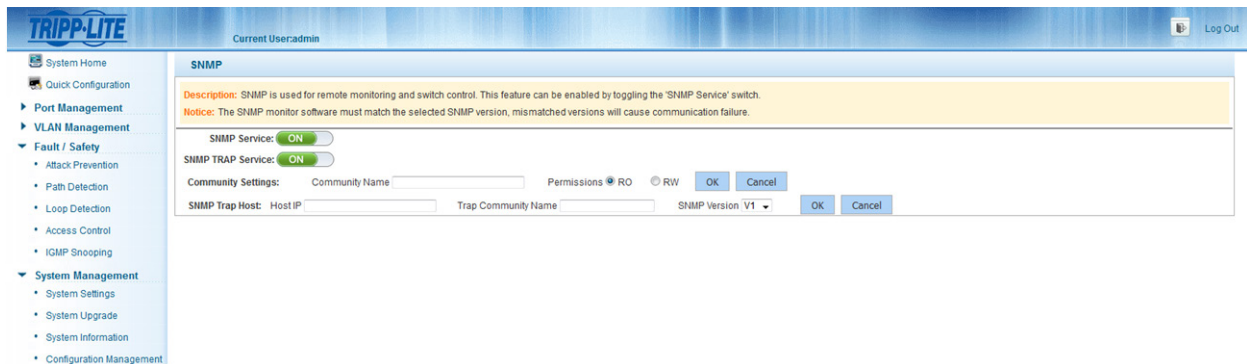 TRIPP·LITE
Current User:admin
Log Out
System Home
Quick Configuration
Port Management
VLAN Management
Fault / Safety
Attack Prevention
Path Detection
Loop Detection
Access Control
IGMP Snooping
System Management
System Settings
System Upgrade
System Information
Configuration Management
SNMP
Description: SNMP is used for remote monitoring and switch control. This feature can be enabled by toggling the 'SNMP Service' switch.
Notice: The SNMP monitor software must match the selected SNMP version, mismatched versions will cause communication failure.
SNMP Service: ON
SNMP TRAP Service: ON
Community Settings: Community Name Permissions RO RW OK Cancel
SNMP Trap Host: Host IP Trap Community Name SNMP Version V1 OK Cancel